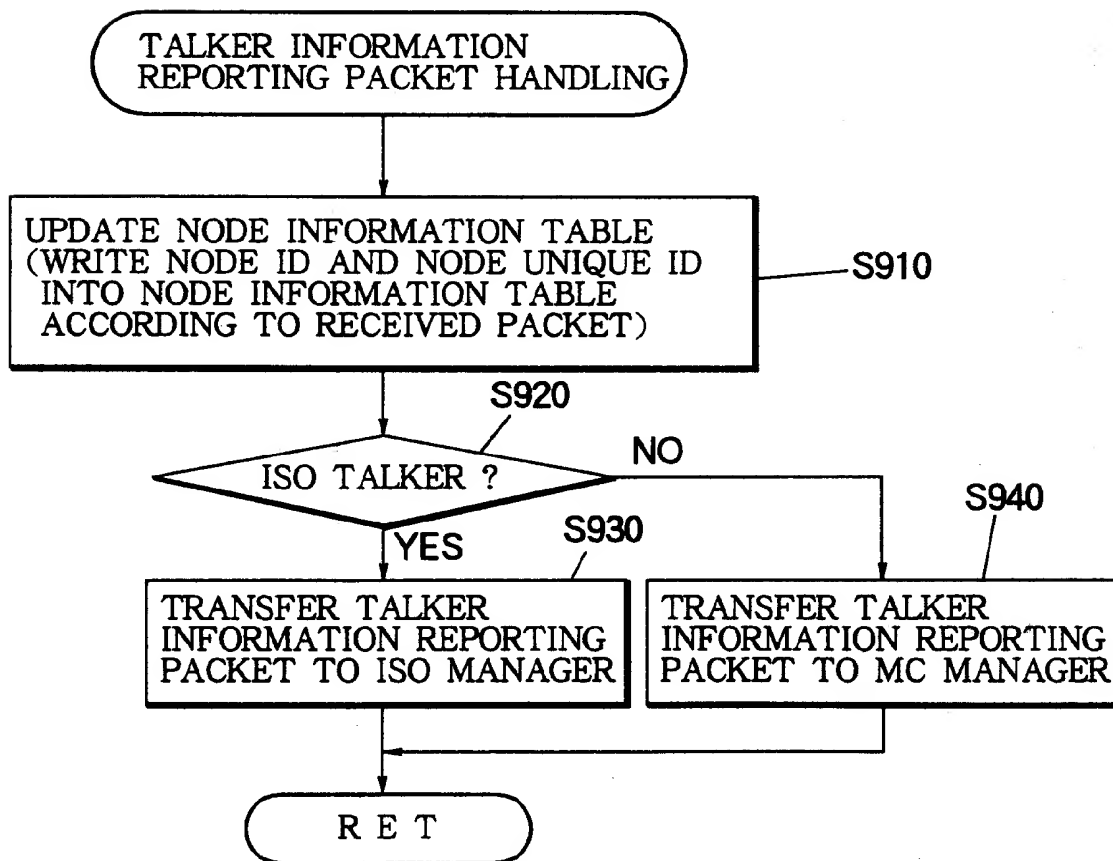 TALKER INFORMATION
REPORTING PACKET HANDLING
UPDATE NODE INFORMATION TABLE
(WRITE NODE ID AND NODE UNIQUE ID
INTO NODE INFORMATION TABLE
ACCORDING TO RECEIVED PACKET)
S910
S920
ISO TALKER ?
NO
YES
S930
S940
TRANSFER TALKER
INFORMATION REPORTING
PACKET TO ISO MANAGER
TRANSFER TALKER
INFORMATION REPORTING
PACKET TO MC MANAGER
R E T